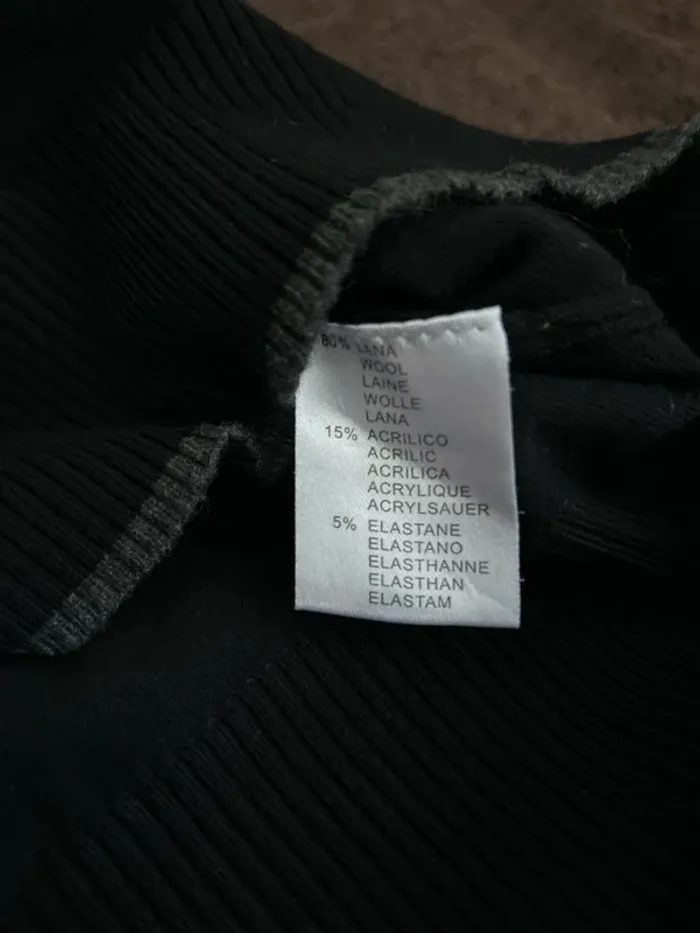 80% LANA
WOOL
LAINE
WOLLE
LANA
15% ACRILICO
ACRILIC
ACRILICA
ACRYLIQUE
ACRYLSAUER
5% ELASTANE
ELASTANO
ELASTHANNE
ELASTHAN
ELASTAM